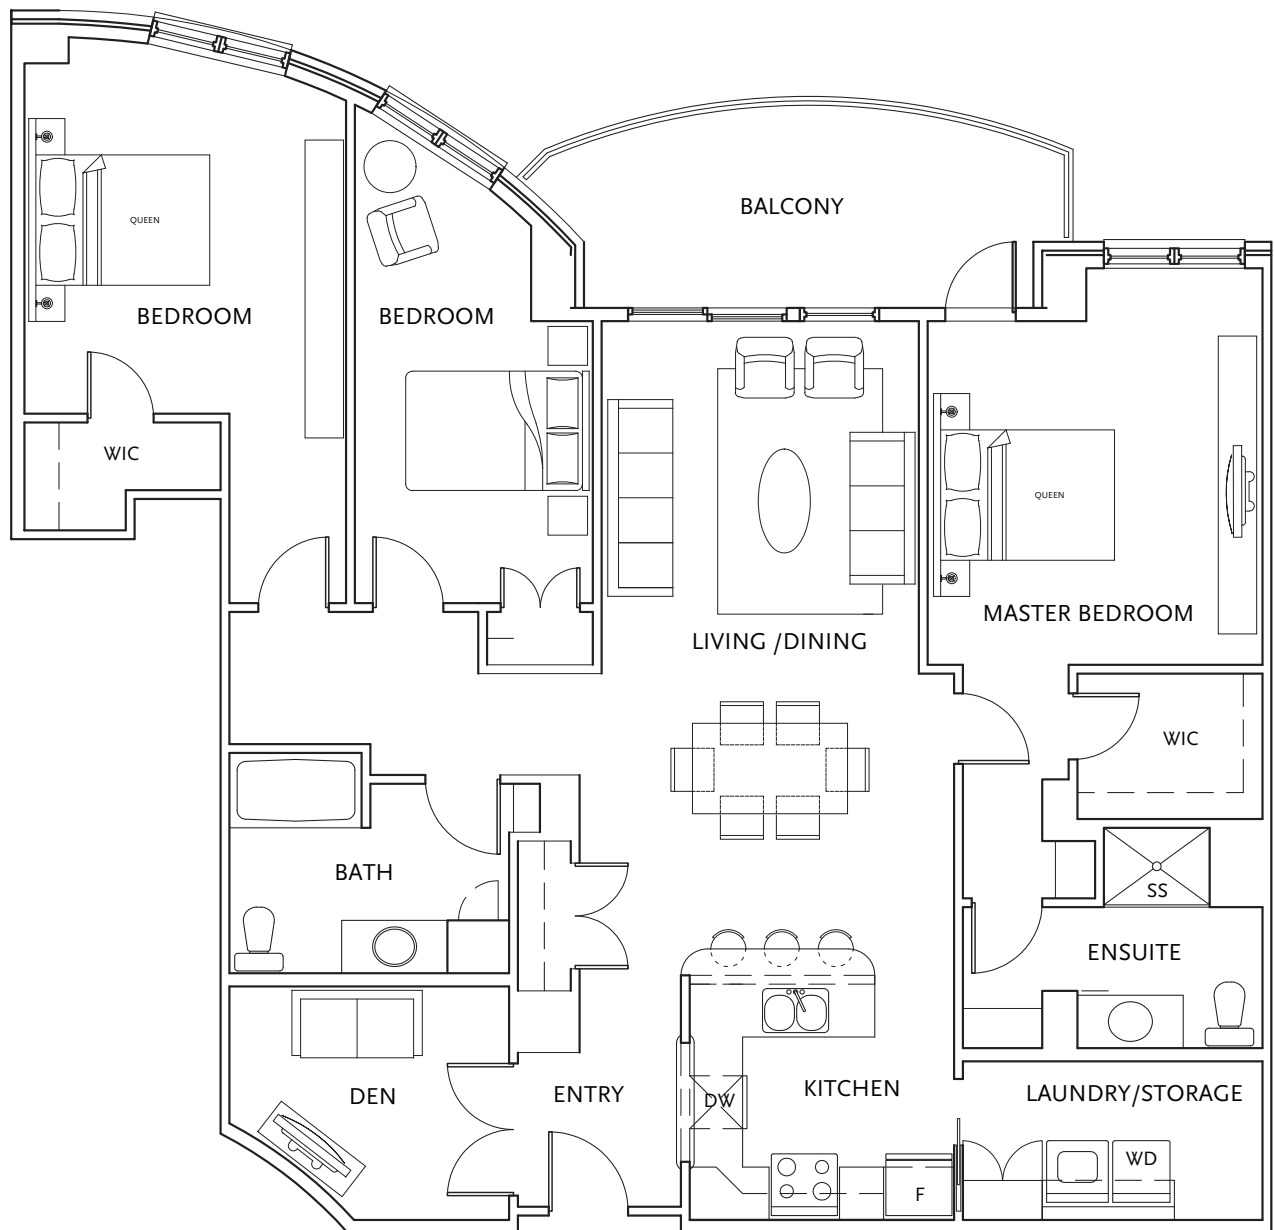 BALCONY
QUEEN
BEDROOM
BEDROOM
WIC
QUEEN
MASTER BEDROOM
LIVING /DINING
WIC
BATH
SS
ENSUITE
DEN
ENTRY
DW
KITCHEN
LAUNDRY/STORAGE
WD
F